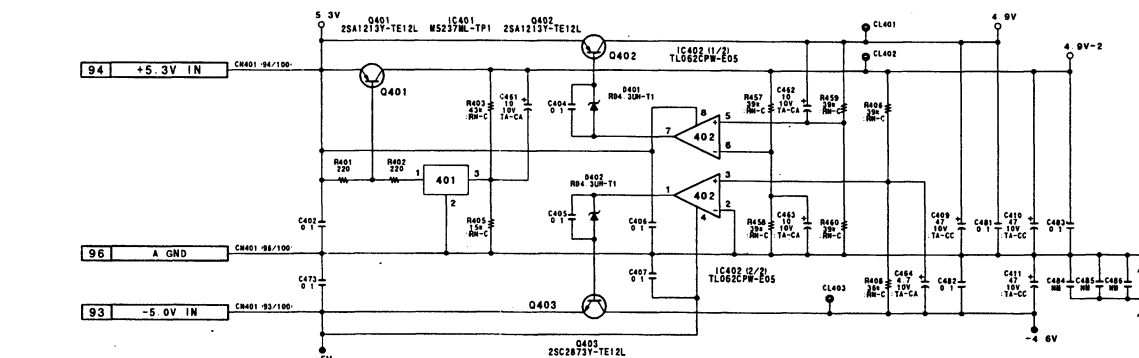 5 3V
Q401
2SA1213Y-TE12L
IC401
M5237ML-TP1
Q402
2SA1213Y-TE12L
CL401
4 9V
IC402 (1/2)
TL062CPW-E05
CL402
4 9V-2
94 +5.3V IN
CN401 (94/100)
Q402
Q401
R403
43k
:RN-C
C461
10
10V
TA-CA
C404
0 1
D401
RD4.3UM-T1
R457
39k
:RN-C
C462
10
10V
:TA-CA
R459
39k
:RN-C
R406
39k
:RN-C
8
5
7
402
6
R401
220
R402
220
1
401
3
2
D402
RD4.3UM-T1
1
402
3
2
4
C402
0 1
R405
15k
:RN-C
C405
0 1
C406
0 1
R458
39k
:RN-C
C463
10
10V
:TA-CA
R460
39k
:RN-C
C409
47
10V
:TA-CC
C481
0 1
C410
47
10V
:TA-CC
C483
0 1
96 A GND
CN401 (96/100)
C473
0 1
C407
0 1
IC402 (2/2)
TL062CPW-E05
R408
36k
:RN-C
C464
4.7
10V
:TA-CA
C482
0 1
C411
47
10V
:TA-CC
C484
NM
C485
NM
C486
NM
93 -5.0V IN
CN401 (93/100)
Q403
CL403
-4 6V
Q403
2SC2873Y-TE12L